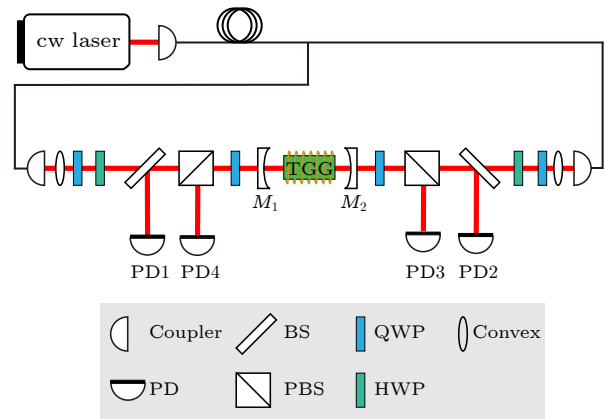 cw laser
TGG
M1 M2
PD1 PD4 PD3 PD2
Coupler BS QWP Convex
PD PBS HWP